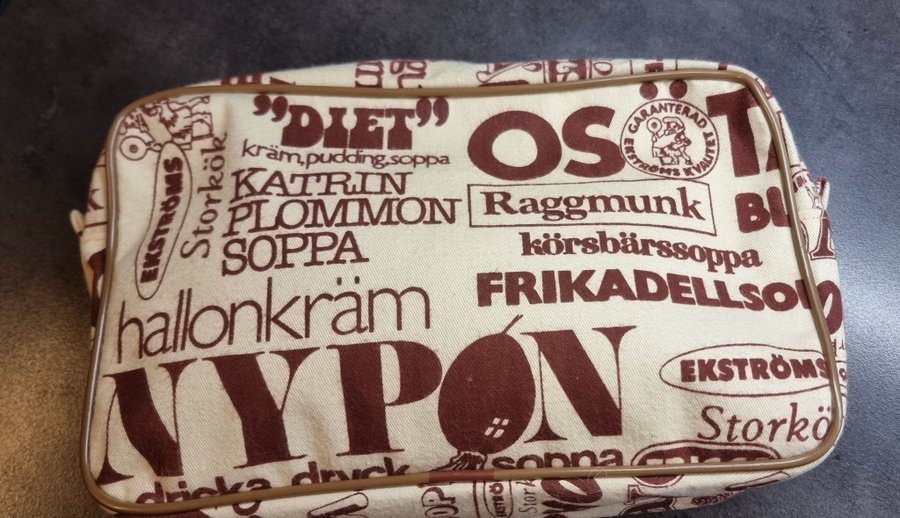 "DIET"
kräm,pudding,soppa
EKSTRÖMS
Storkök
KATRIN
PLOMMON
SOPPA
GARANTERAD
EKSTRÖMS KVALITET
Raggmunk
körsbärssoppa
FRIKADELLSO
hallonkräm
NYPON
EKSTRÖMS
Storkö
dricka dryck soppa